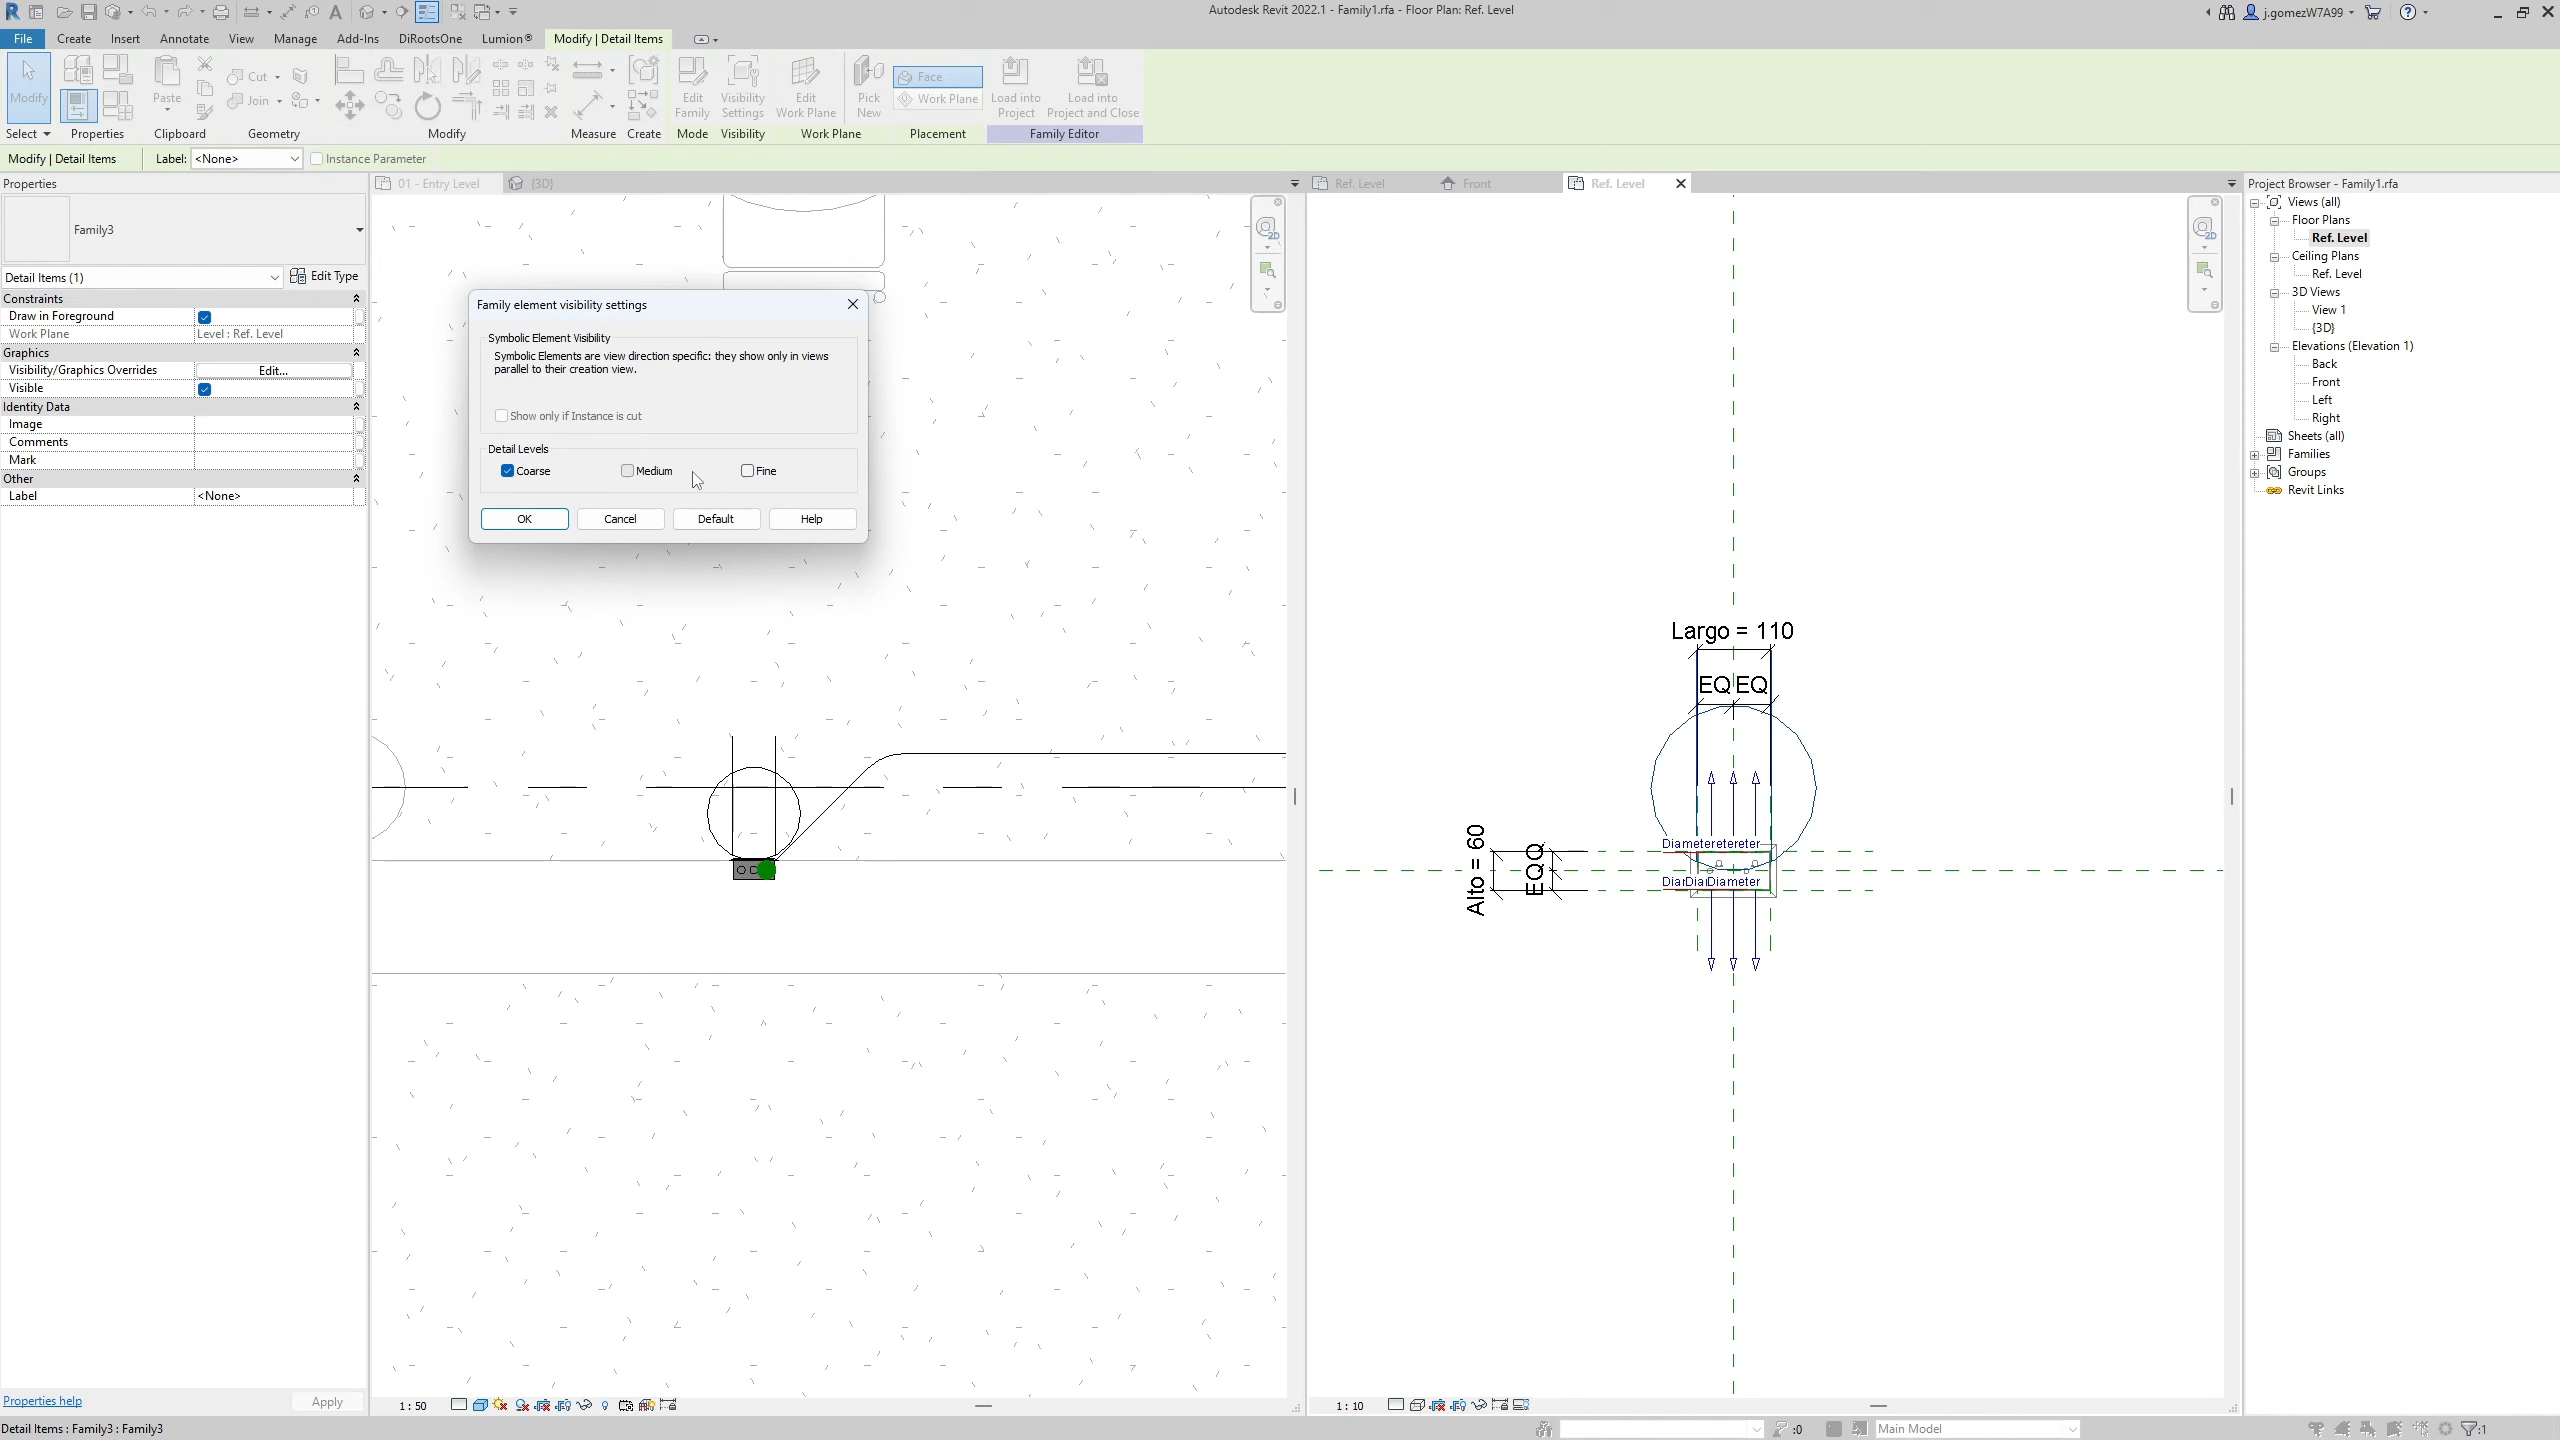 Autodesk Revit 2022.1 - Family1.rfa - Floor Plan: Ref. Level
j.gomezW7A99
File Create Insert Annotate View Manage Add-Ins DiRootsOne Lumion® Modify | Detail Items
Modify
Paste
Cut
Join
Edit Family
Visibility Settings
Edit Work Plane
Pick New
Face
Work Plane
Load into Project
Load into Project and Close
Select Properties Clipboard Geometry Modify Measure Create Mode Visibility Work Plane Placement Family Editor
Modify | Detail Items Label: <None> Instance Parameter
Properties
Family3
Detail Items (1) Edit Type
Constraints
Draw in Foreground
Work Plane Level : Ref. Level
Graphics
Visibility/Graphics Overrides Edit...
Visible
Identity Data
Image
Comments
Mark
Other
Label <None>
Properties help Apply
01 - Entry Level {3D}
Family element visibility settings
Symbolic Element Visibility
Symbolic Elements are view direction specific: they show only in views
parallel to their creation view.
Show only if Instance is cut
Detail Levels
Coarse Medium Fine
OK Cancel Default Help
2D
1 : 50
Ref. Level Front Ref. Level
2D
Largo = 110
EQ EQ
Alto = 60
1 : 10
Project Browser - Family1.rfa
Views (all)
Floor Plans
Ref. Level
Ceiling Plans
Ref. Level
3D Views
View 1
{3D}
Elevations (Elevation 1)
Back
Front
Left
Right
Sheets (all)
Families
Groups
Revit Links
Detail Items : Family3 : Family3
:0
Main Model
:1